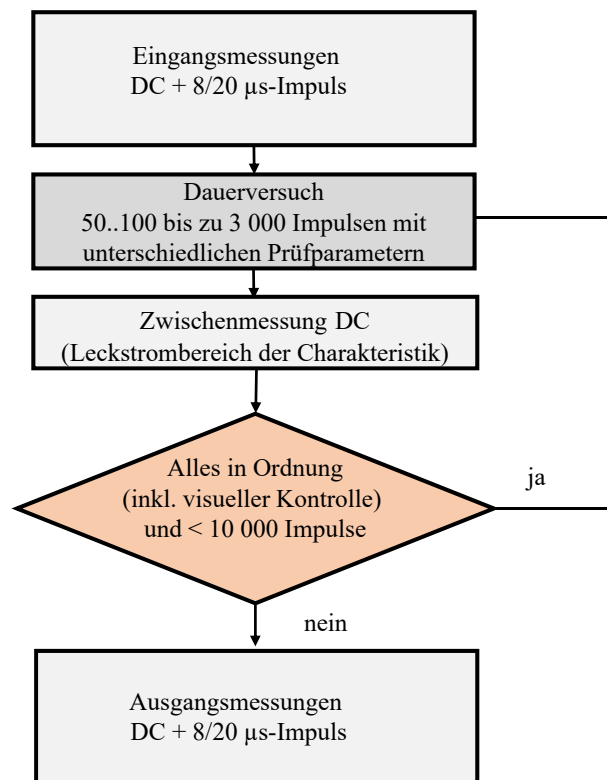 Eingangsmessungen
DC + 8/20 µs-Impuls
Dauerversuch
50..100 bis zu 3 000 Impulsen mit
unterschiedlichen Prüfparametern
Zwischenmessung DC
(Leckstrombereich der Charakteristik)
Alles in Ordnung
(inkl. visueller Kontrolle)
und < 10 000 Impulse
ja
nein
Ausgangsmessungen
DC + 8/20 µs-Impuls